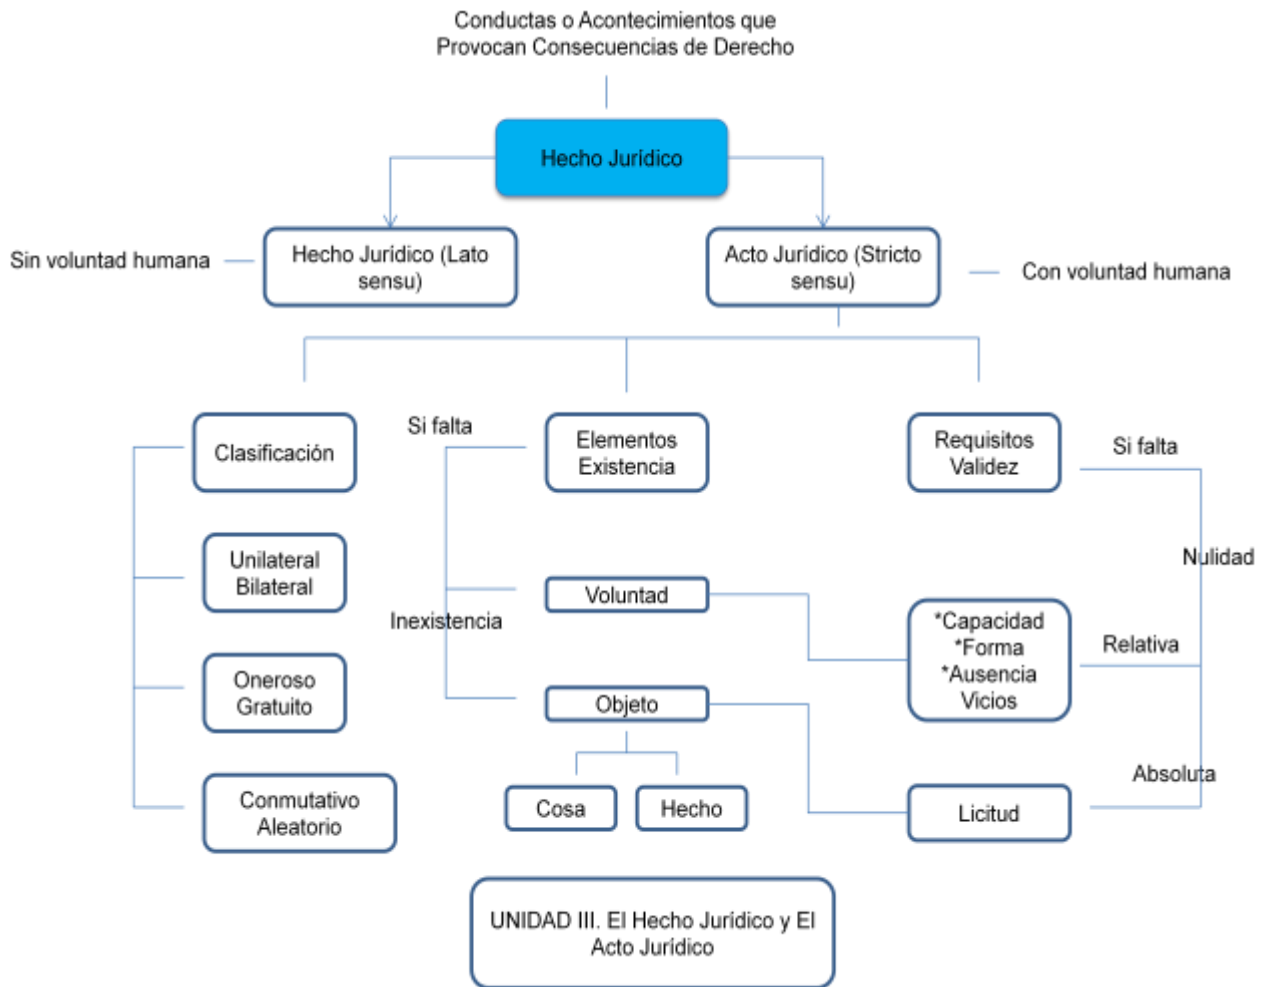 Conductas o Acontecimientos que
Provocan Consecuencias de Derecho
Hecho Jurídico
Sin voluntad humana
Hecho Jurídico (Lato
sensu)
Acto Jurídico (Stricto
sensu)
Con voluntad humana
Clasificación
Si falta
Elementos
Existencia
Requisitos
Validez
Si falta
Unilateral
Bilateral
Nulidad
Inexistencia
Voluntad
*Capacidad
*Forma
*Ausencia
Vicios
Relativa
Oneroso
Gratuito
Objeto
Absoluta
Conmutativo
Aleatorio
Cosa
Hecho
Licitud
UNIDAD III. El Hecho Jurídico y El
Acto Jurídico